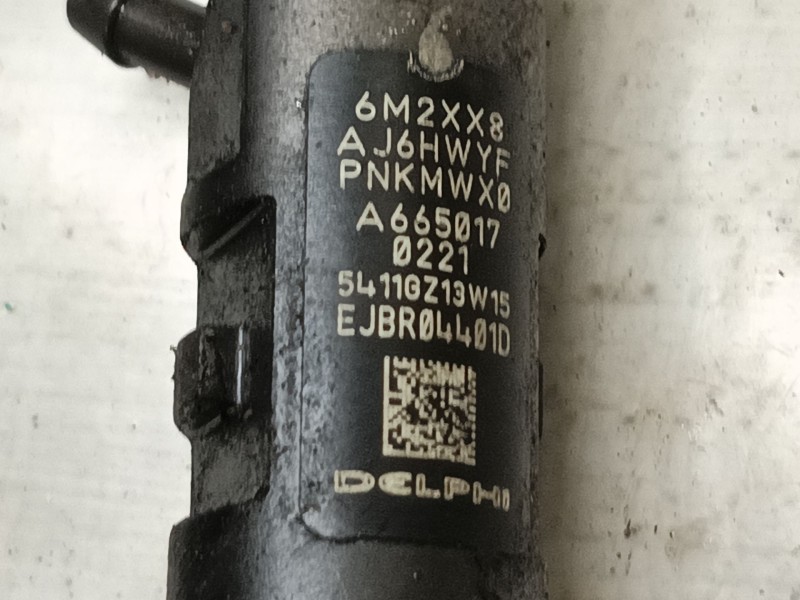 6M2XX8
AJ6HWYF
PNKMWX0
A665017
0221
5411GZ13W15
EJBR04401D
DELPHI